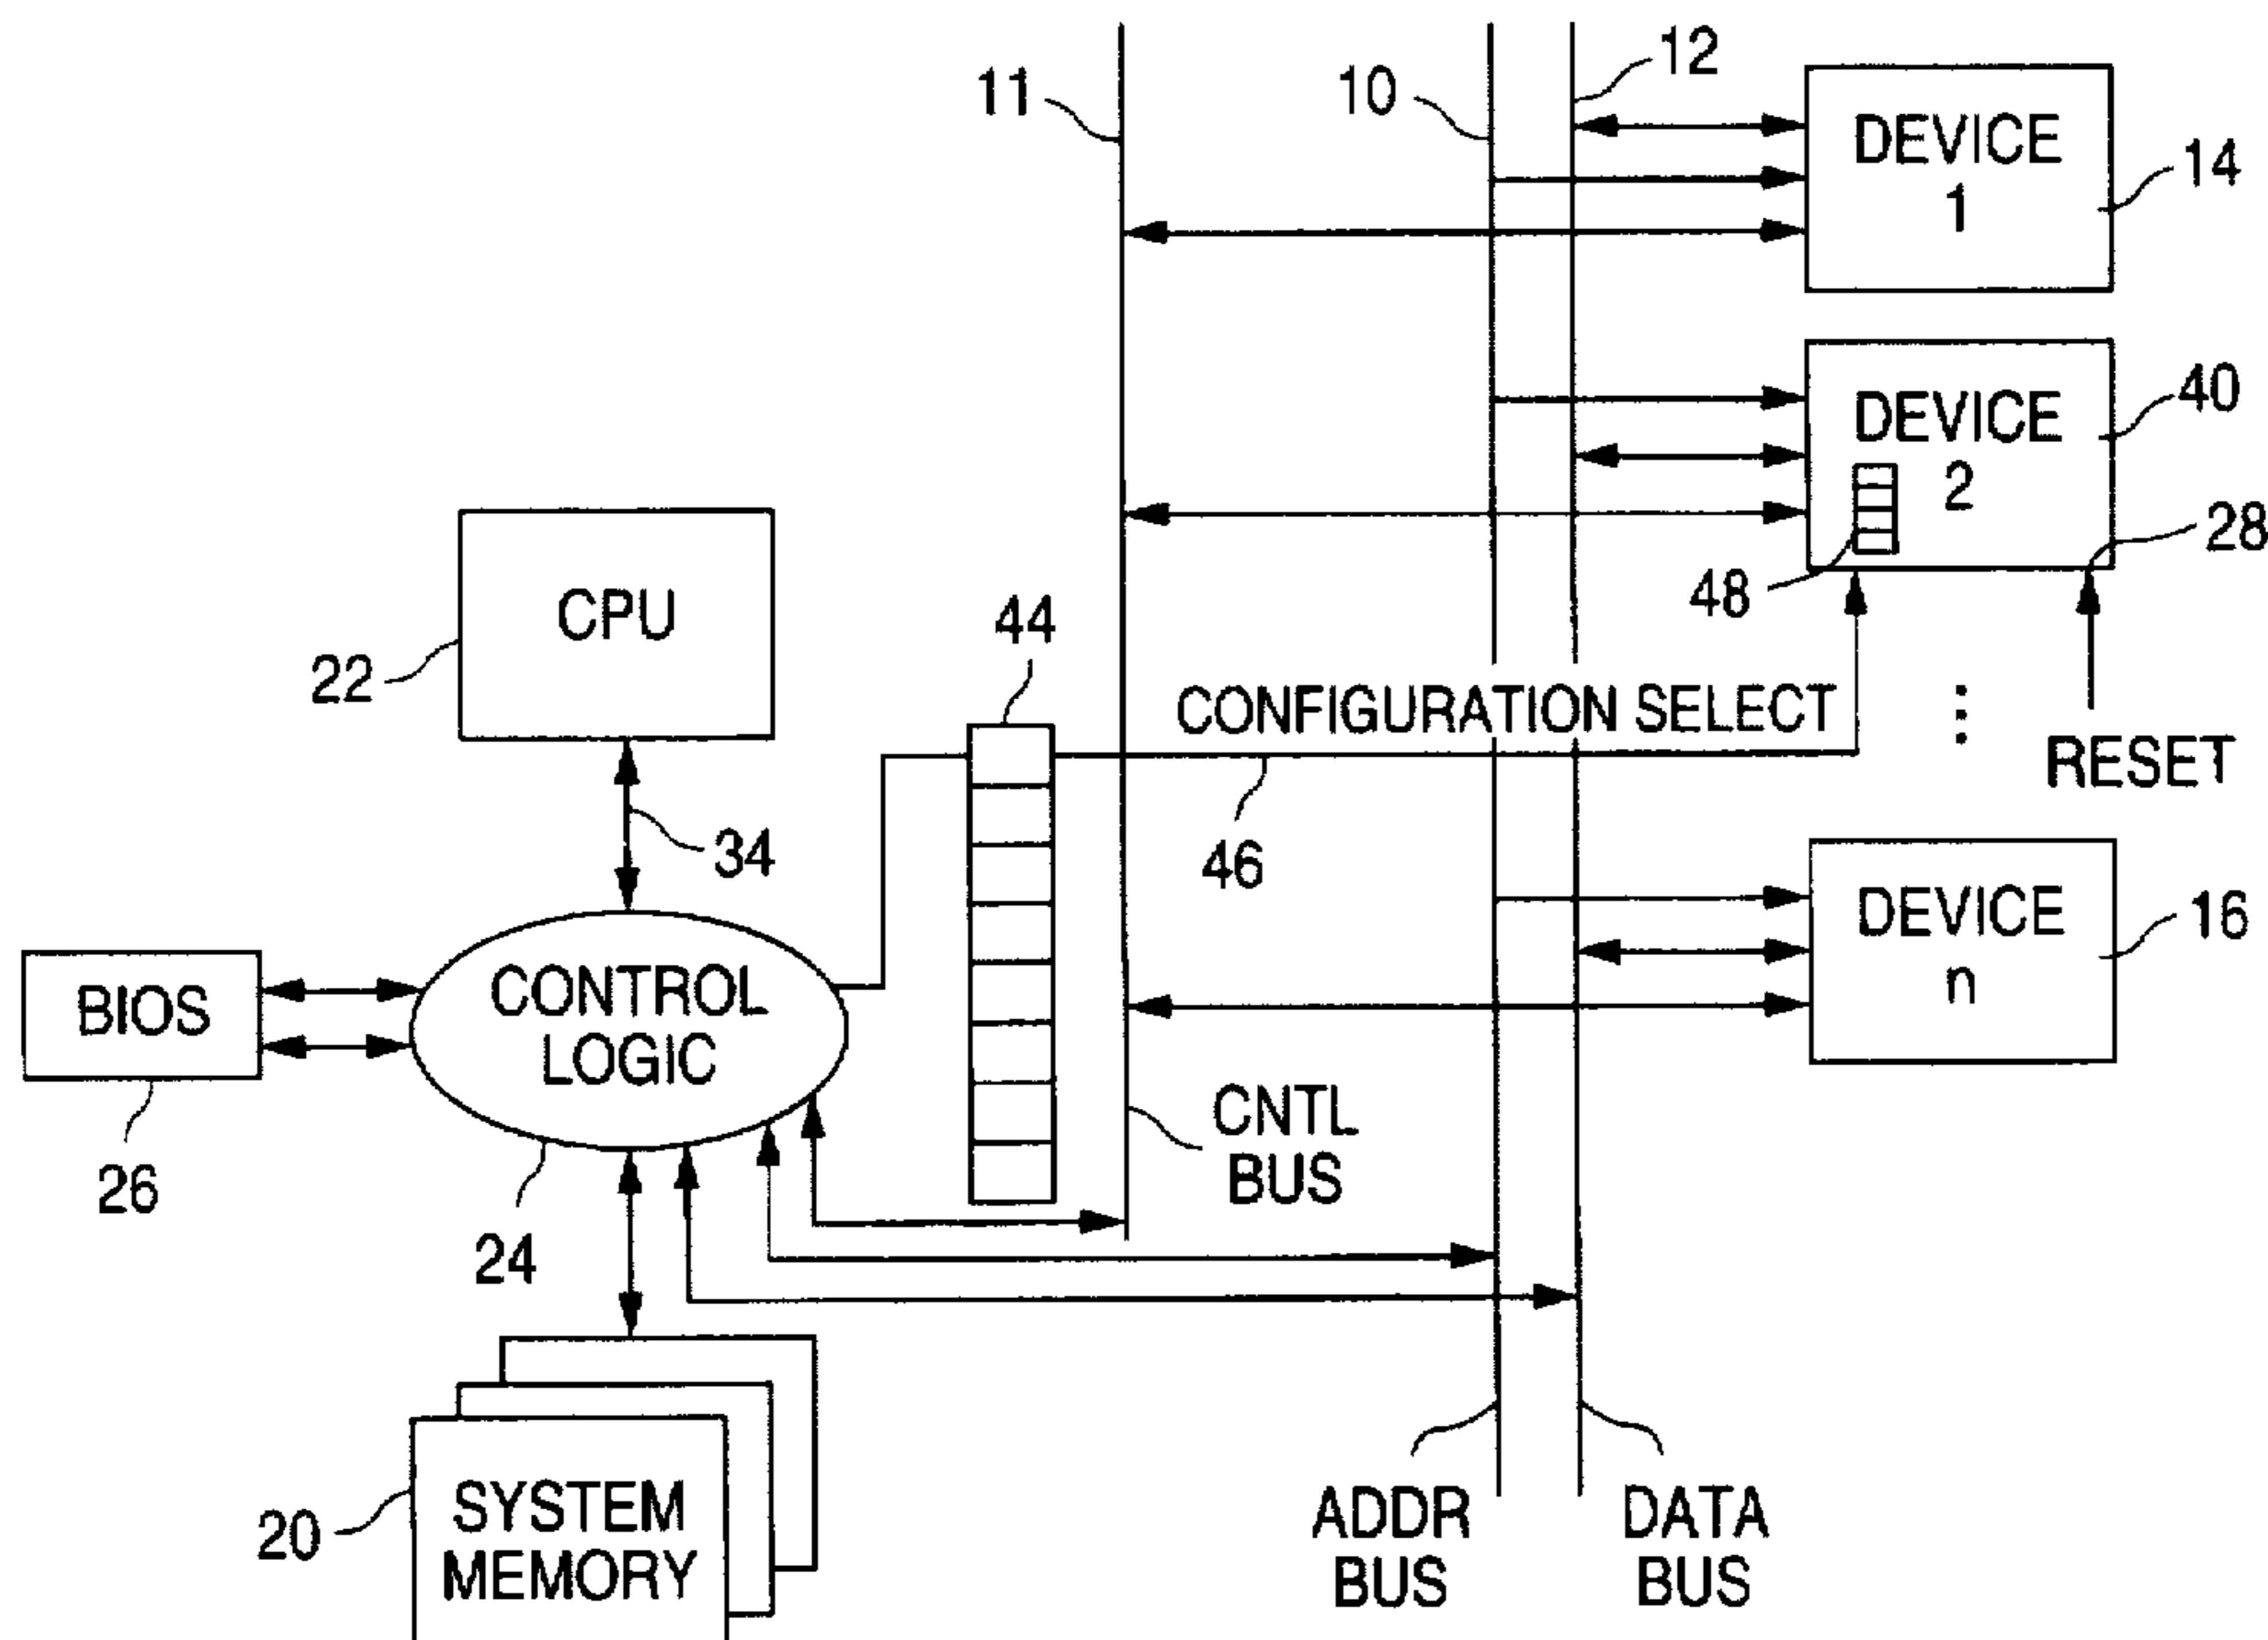 11
10
12
DEVICE
1
14
DEVICE
2
40
48
28
CPU
22
44
CONFIGURATION SELECT
RESET
34
46
BIOS
26
CONTROL
LOGIC
24
DEVICE
n
16
CNTL
BUS
SYSTEM
MEMORY
20
ADDR
BUS
DATA
BUS